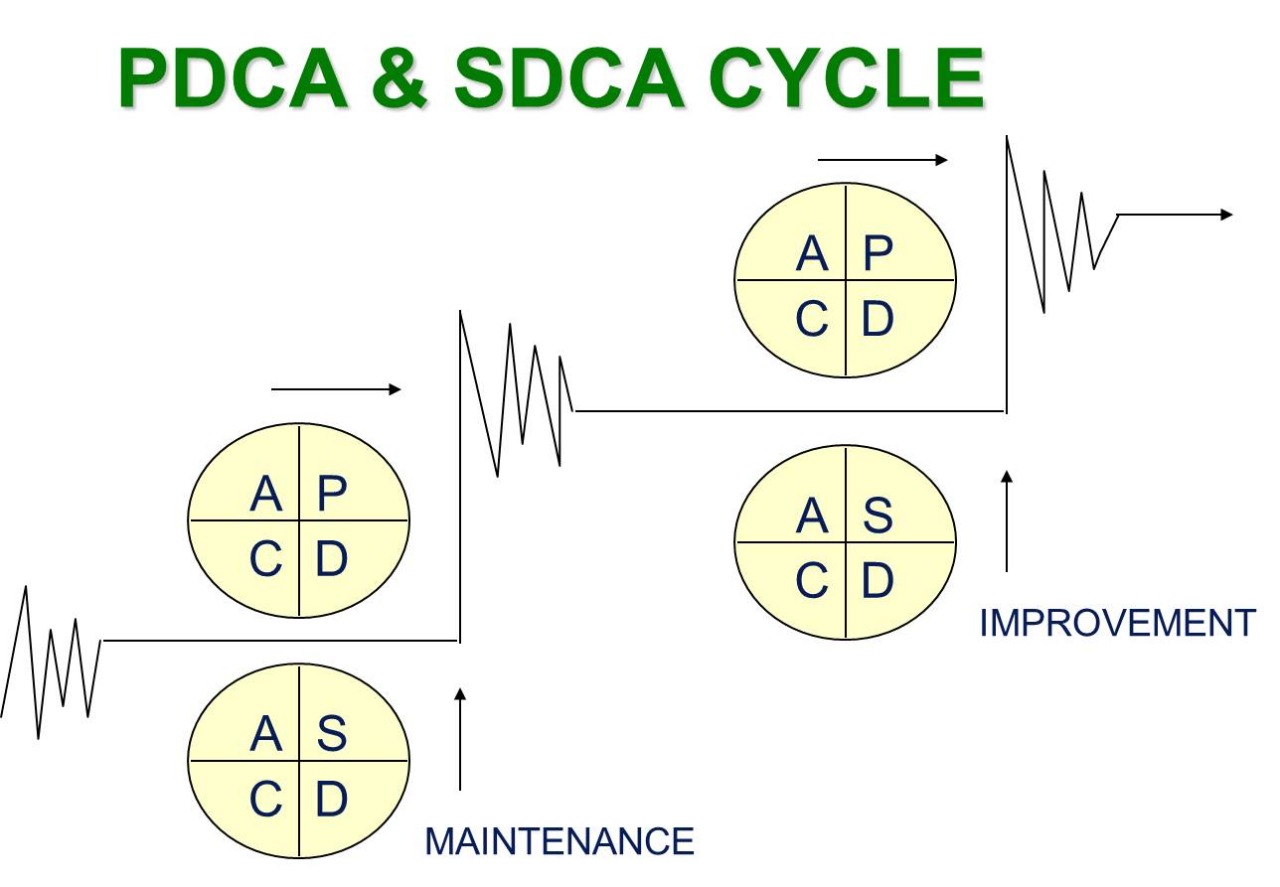 PDCA & SDCA CYCLE
A P
C D
A P
C D
A S
C D
IMPROVEMENT
A S
C D
MAINTENANCE